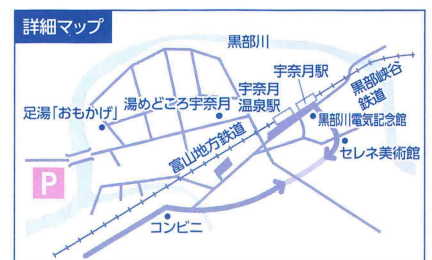 詳細マップ
黒部川
宇奈月駅
宇奈月
温泉駅
黒部峡谷
鉄道
湯めどころ宇奈月
足湯「おもかげ」
黒部川電気記念館
富山地方鉄道
セレネ美術館
P
コンビニ